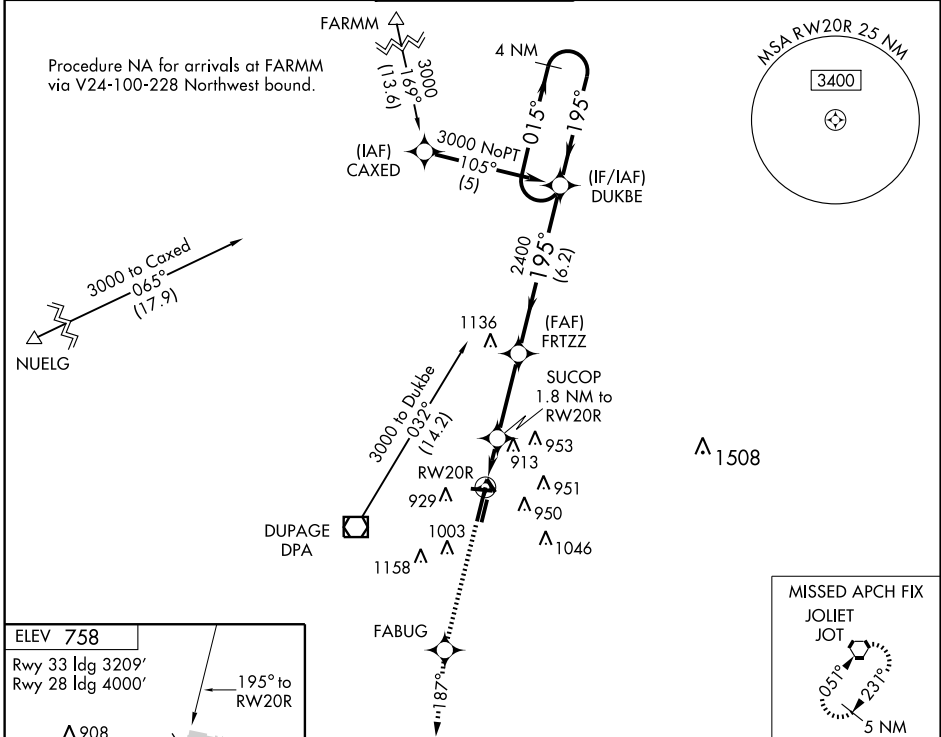 FARMM
Procedure NA for arrivals at FARMM
via V24-100-228 Northwest bound.
3000
169°
(13.6)
4 NM
015°
195°
MSA RW20R 25 NM
3400
(IAF)
CAXED
3000 NoPT
105°
(5)
(IF/IAF)
DUKBE
3000 to Caxed
065°
(17.9)
NUELG
2400
195°
(6.2)
1136
(FAF)
FRTZZ
SUCOP
1.8 NM to
RW20R
3000 to Dukbe
032°
(14.2)
953
913
1508
RW20R
929
951
950
DUPAGE
DPA
1003
1046
1158
FABUG
187°
MISSED APCH FIX
JOLIET
JOT
051°
231°
5 NM
ELEV 758
Rwy 33 ldg 3209'
Rwy 28 ldg 4000'
195° to
RW20R
908